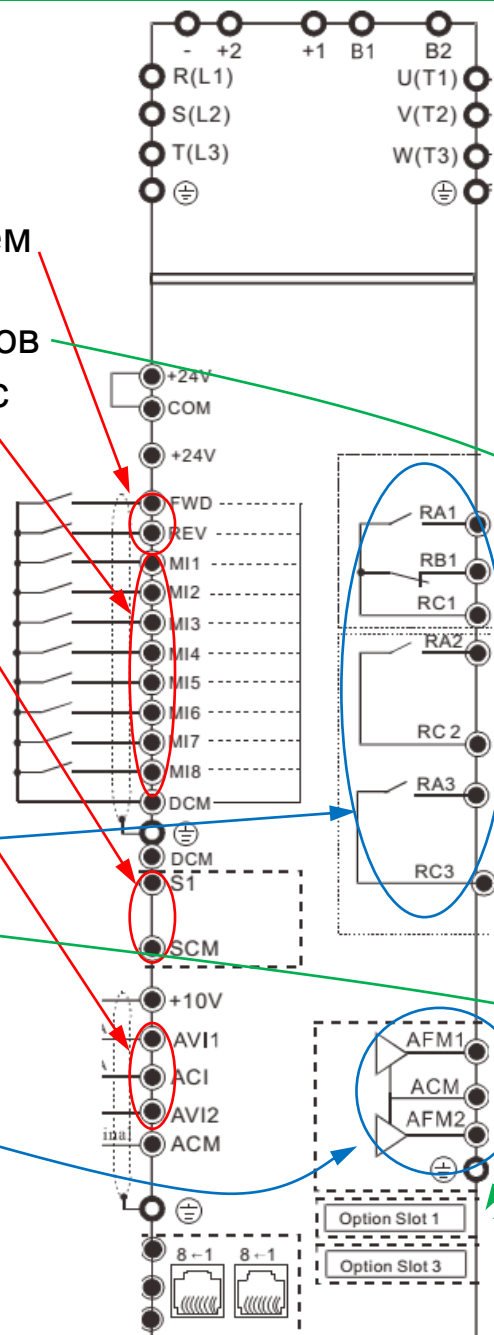 - +2 +1 B1 B2
R(L1) U(T1)
S(L2) V(T2)
T(L3) W(T3)
ов
с
+24V
COM
+24V
FWD
REV
MI1
MI2
MI3
MI4
MI5
MI6
MI7
MI8
DCM
DCM
S1
SCM
+10V
AVI1
ACI
AVI2
ACM
8←1 8←1
RA1
RB1
RC1
RA2
RC 2
RA3
RC3
AFM1
ACM
AFM2
Option Slot 1
Option Slot 3